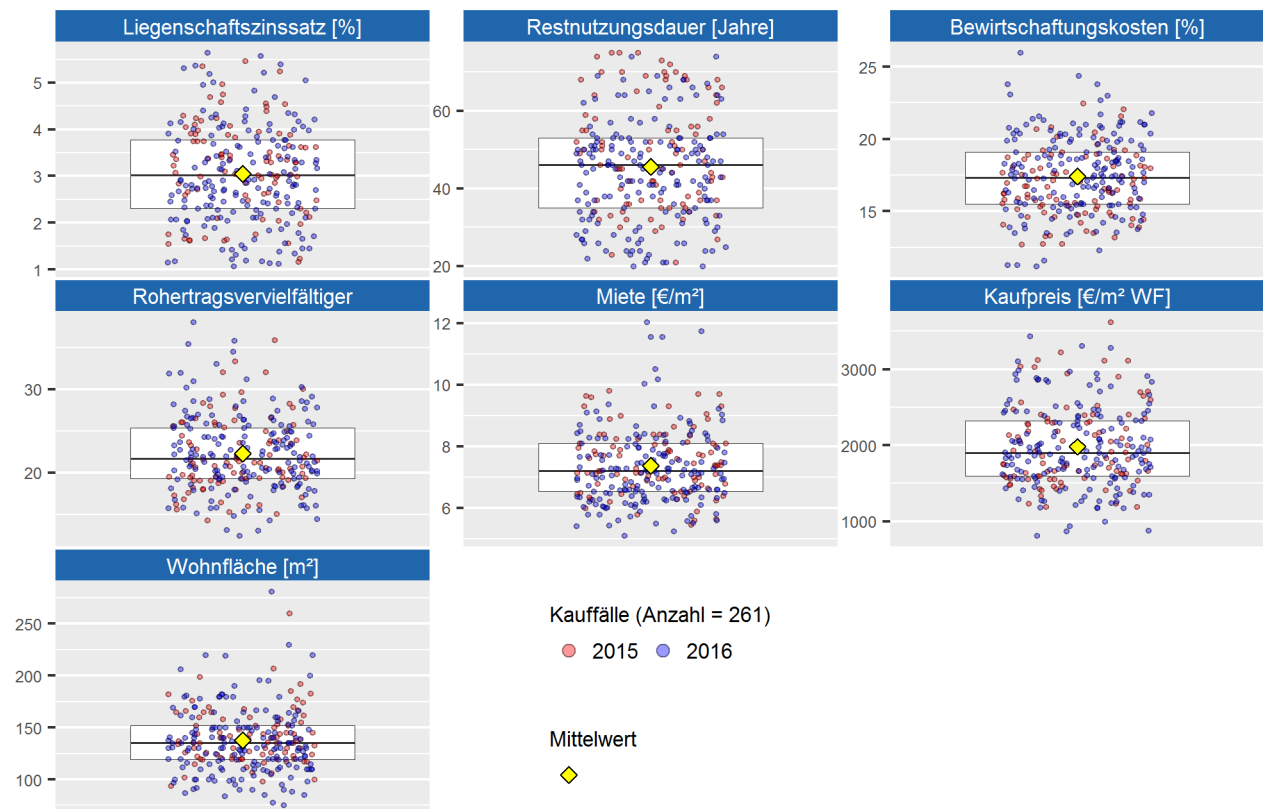 Liegenschaftszinssatz [%]
Restnutzungsdauer [Jahre]
Bewirtschaftungskosten [%]
5
4
3
2
1
60
40
20
25
20
15
Rohertragsvervielfältiger
Miete [€/m²]
Kaufpreis [€/m² WF]
30
20
12
10
8
6
3000
2000
1000
Wohnfläche [m²]
250
200
150
100
Kauffälle (Anzahl = 261)
2015 2016
Mittelwert